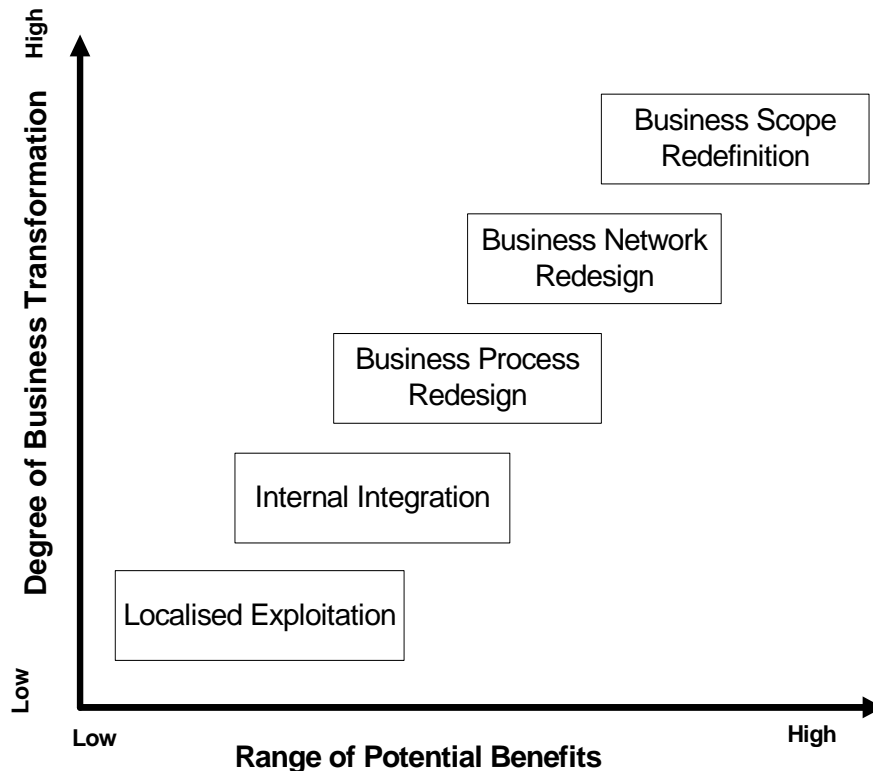 High
Degree of Business Transformation
Low
Business Scope
Redefinition
Business Network
Redesign
Business Process
Redesign
Internal Integration
Localised Exploitation
Low
High
Range of Potential Benefits